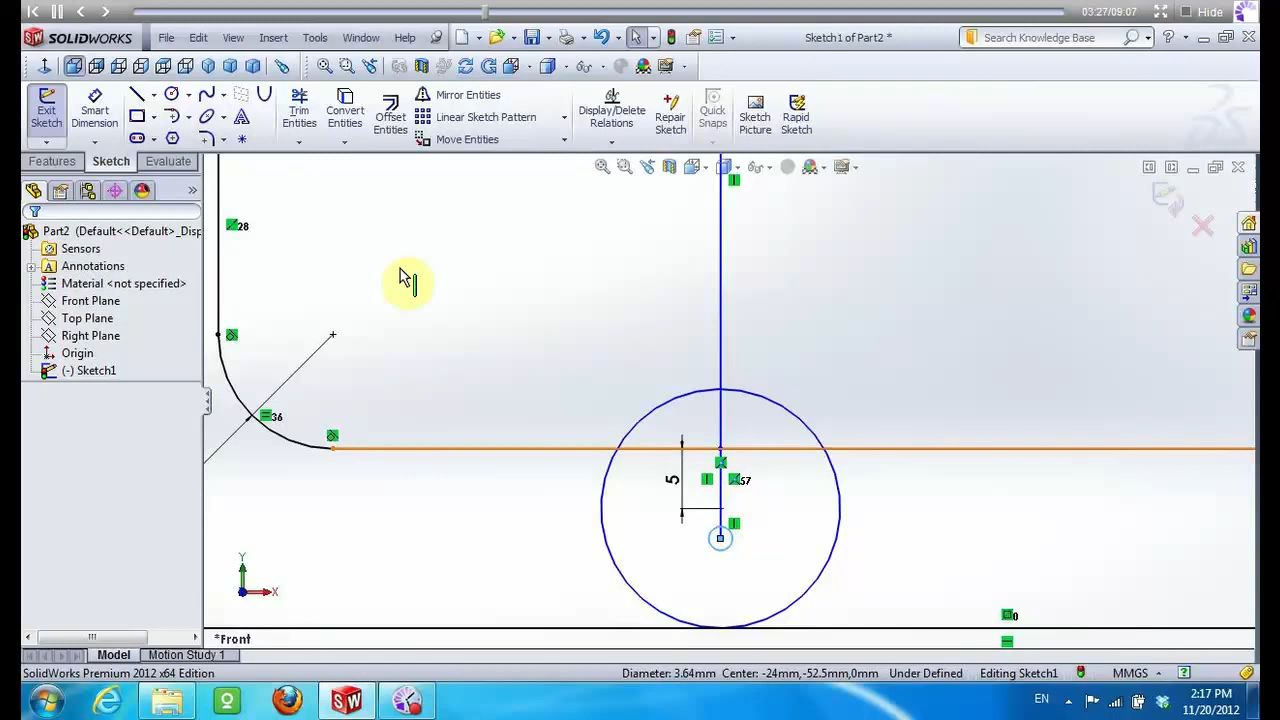 03:27/09:07
Hide
SOLIDWORKS
File Edit View Insert Tools Window Help
Sketch1 of Part2 *
Search Knowledge Base
Exit Sketch
Smart Dimension
Trim Entities
Convert Entities
Offset Entities
Mirror Entities
Linear Sketch Pattern
Move Entities
Display/Delete Relations
Repair Sketch
Quick Snaps
Sketch Picture
Rapid Sketch
Features Sketch Evaluate
Part2 (Default<<Default>_Disp
Sensors
Annotations
Material <not specified>
Front Plane
Top Plane
Right Plane
Origin
(-) Sketch1
28
36
5
57
0
Y
X
*Front
Model Motion Study 1
SolidWorks Premium 2012 x64 Edition
Diameter: 3.64mm Center: -24mm,-52.5mm,0mm Under Defined Editing Sketch1 MMGS
EN
2:17 PM
11/20/2012